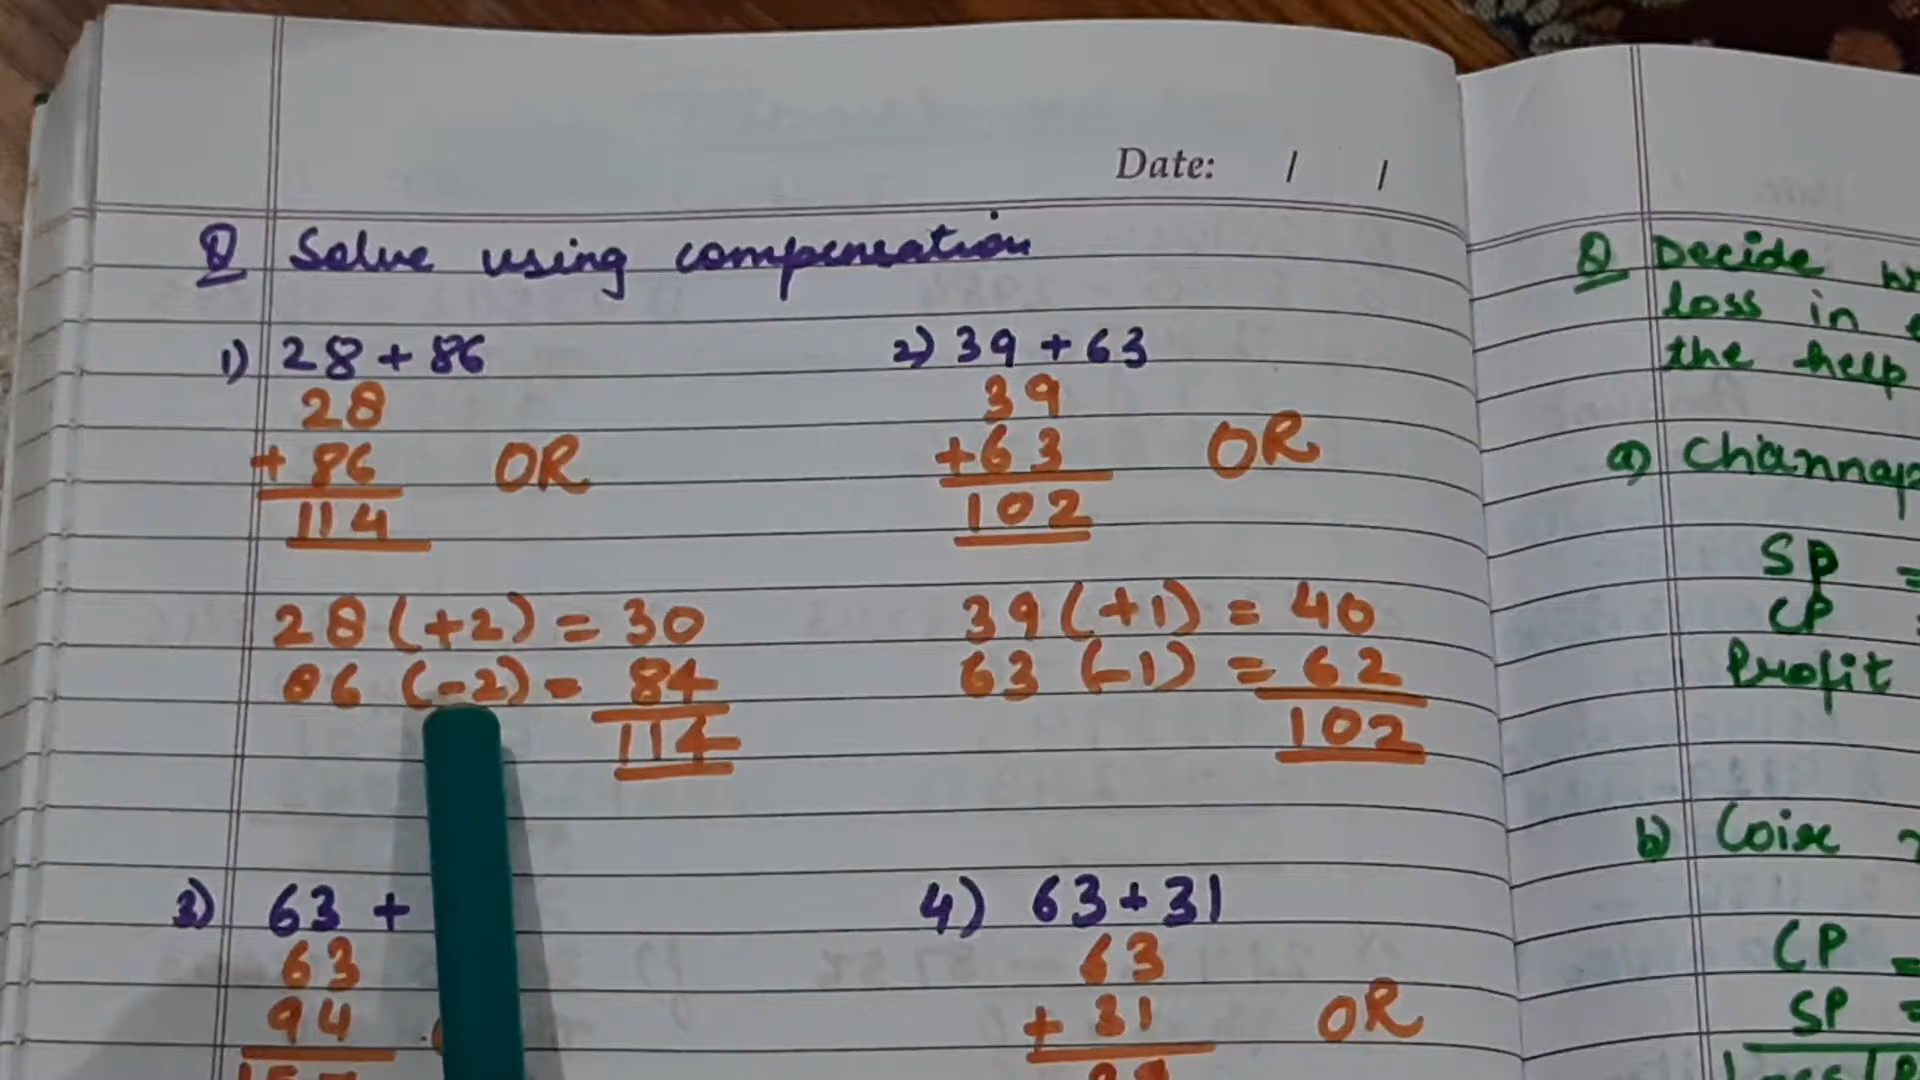 Date: / /
Q Solve using compensation
1) 28 + 86
28
+ 86 OR
114
28 (+2) = 30
86 (-2) = 84
114
2) 39 + 63
39
+63 OR
102
39 (+1) = 40
63 (-1) = 62
102
3) 63 +
63
94
4) 63 + 31
63
+ 31 OR
Q Decide
loss in
the help
a)
SP =
CP
Profit
b)
CP =
SP =